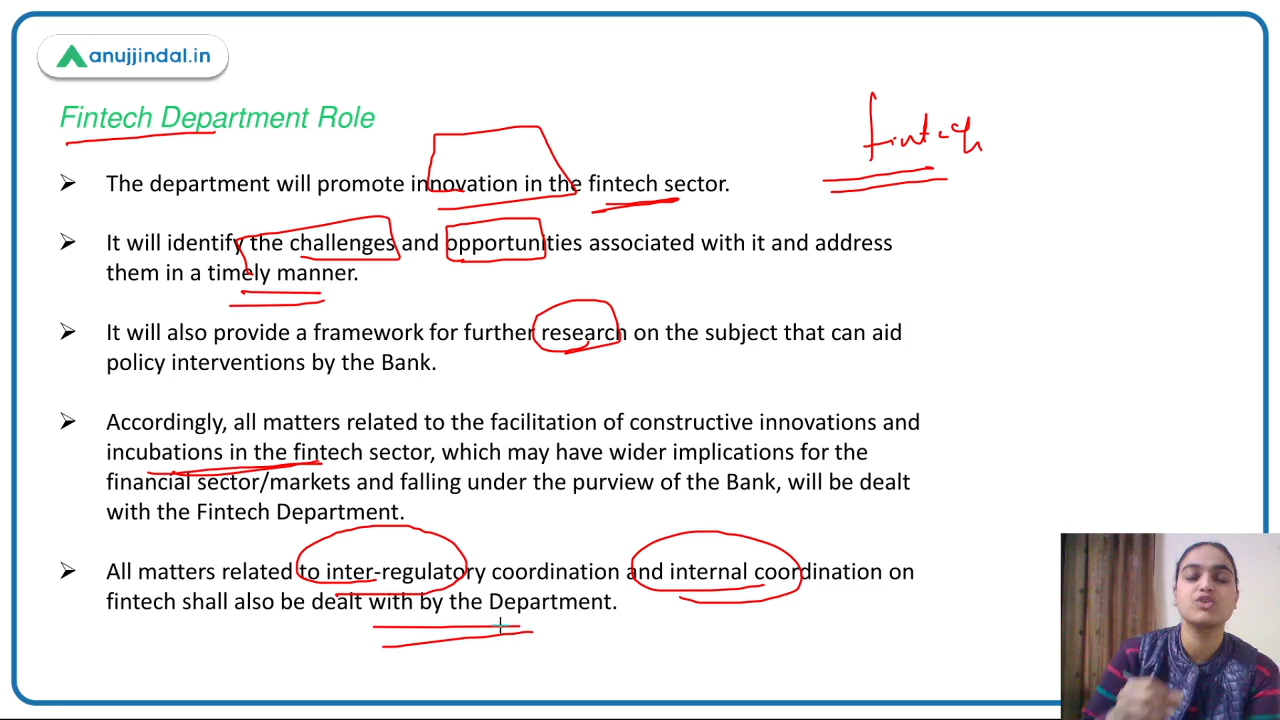 anujjindal.in
Fintech Department Role
fintech
➢ The department will promote innovation in the fintech sector.
➢ It will identify the challenges and opportunities associated with it and address
them in a timely manner.
➢ It will also provide a framework for further research on the subject that can aid
policy interventions by the Bank.
➢ Accordingly, all matters related to the facilitation of constructive innovations and
incubations in the fintech sector, which may have wider implications for the
financial sector/markets and falling under the purview of the Bank, will be dealt
with the Fintech Department.
➢ All matters related to inter-regulatory coordination and internal coordination on
fintech shall also be dealt with by the Department.